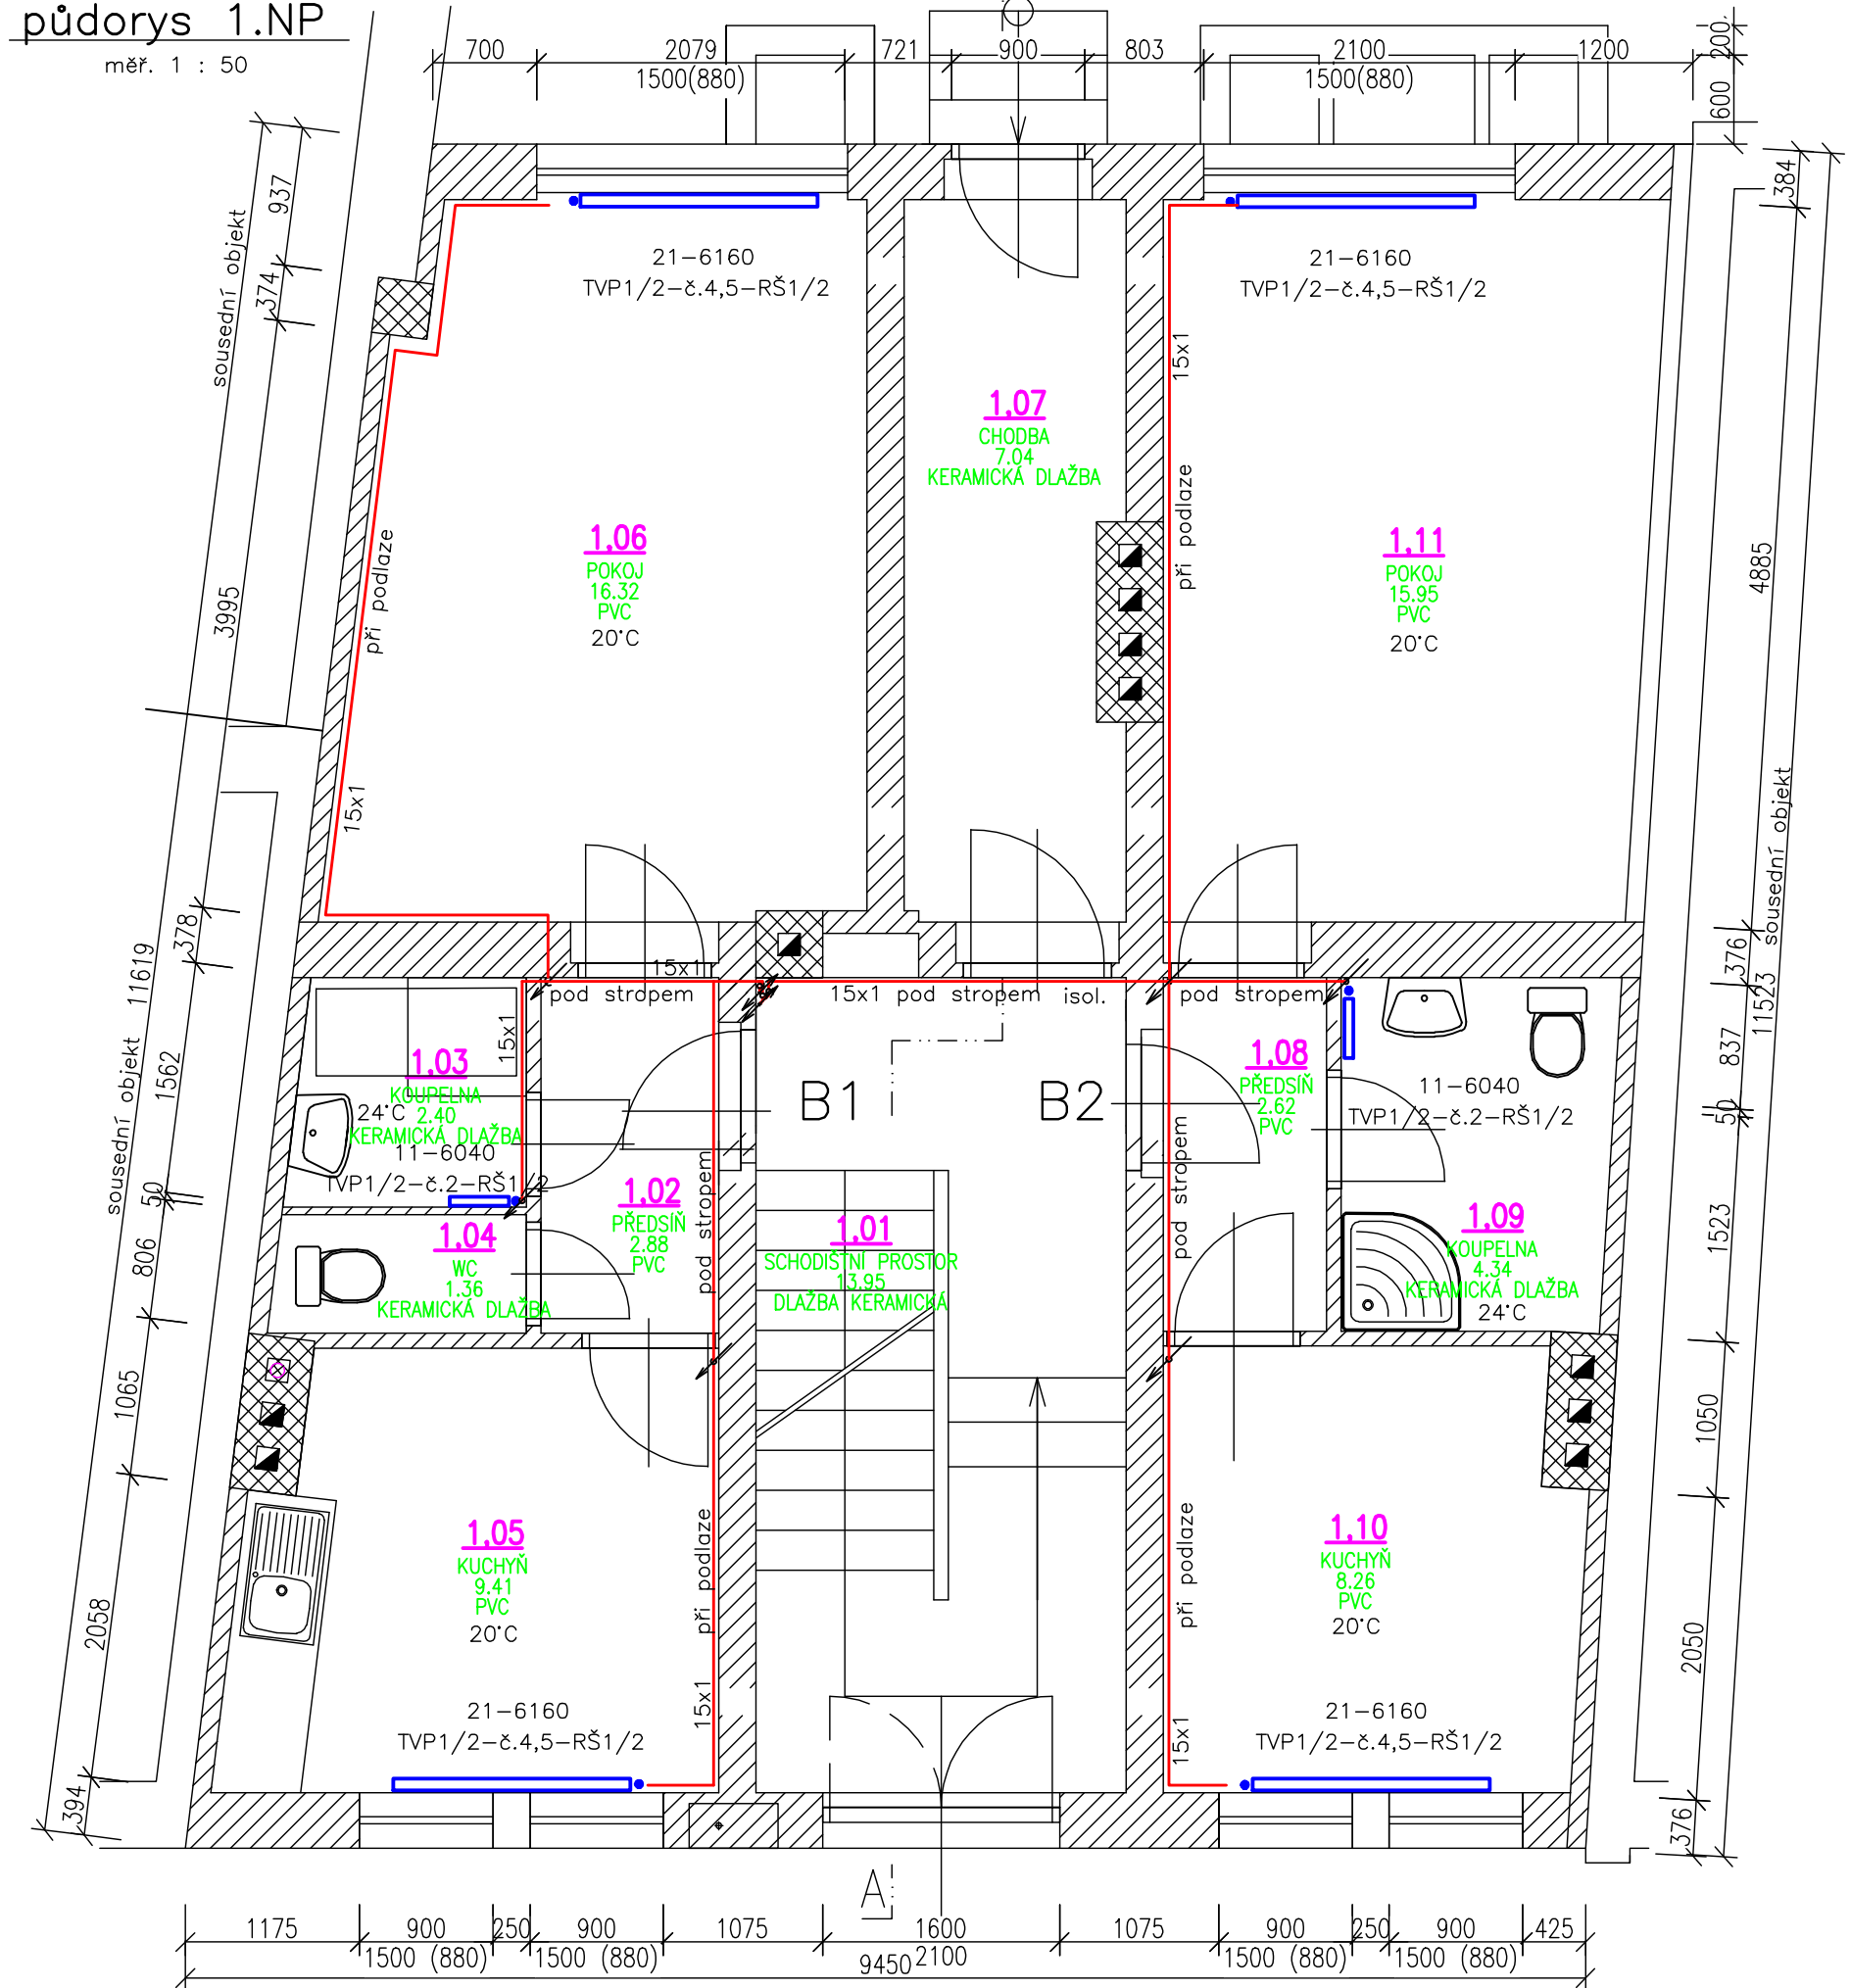 půdorys 1.NP
měř. 1 : 50
700
2079
1500(880)
721
900
803
2100
1500(880)
1200
200
600
384
937
374
sousední objekt
21-6160
TVP1/2-č.4,5-RŠ1/2
21-6160
TVP1/2-č.4,5-RŠ1/2
15x1
1.07
CHODBA
7.04
KERAMICKÁ DLAŽBA
při podlaze
při podlaze
1.06
POKOJ
16.32
PVC
20°C
1.11
POKOJ
15.95
PVC
20°C
3995
4885
15x1
sousední objekt
378
11619
sousední objekt
376
11523
15x1
pod stropem
15x1 pod stropem isol.
pod stropem
1562
15x1
1.03
KOUPELNA
2.40
KERAMICKÁ DLAŽBA
24°C
11-6040
TVP1/2-č.2-RŠ1/2
B1
B2
1.08
PŘEDSÍŇ
2.62
PVC
11-6040
TVP1/2-č.2-RŠ1/2
837
50
50
1.02
PŘEDSÍŇ
2.88
PVC
pod stropem
pod stropem
1.04
WC
1.36
KERAMICKÁ DLAŽBA
1.01
SCHODIŠTNÍ PROSTOR
13.95
DLAŽBA KERAMICKÁ
1.09
KOUPELNA
4.34
KERAMICKÁ DLAŽBA
24°C
806
1523
1065
1050
1.05
KUCHYŇ
9.41
PVC
20°C
při podlaze
při podlaze
1.10
KUCHYŇ
8.26
PVC
20°C
2058
2050
15x1
15x1
21-6160
TVP1/2-č.4,5-RŠ1/2
21-6160
TVP1/2-č.4,5-RŠ1/2
394
376
A
1175
900
250
900
1075
1600
1075
900
250
900
425
1500 (880)
1500 (880)
2100
1500 (880)
1500 (880)
9450